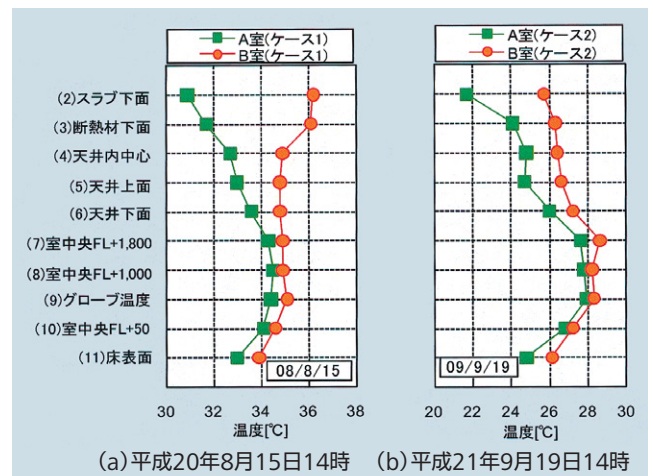 A室(ケース1)
B室(ケース1)
A室(ケース2)
B室(ケース2)
(2)スラブ下面
(3)断熱材下面
(4)天井内中心
(5)天井上面
(6)天井下面
(7)室中央FL+1,800
(8)室中央FL+1,000
(9)グローブ温度
(10)室中央FL+50
(11)床表面
08/8/15
09/9/19
30 32 34 36 38
20 22 24 26 28 30
温度[℃]
温度[℃]
(a)平成20年8月15日14時
(b)平成21年9月19日14時